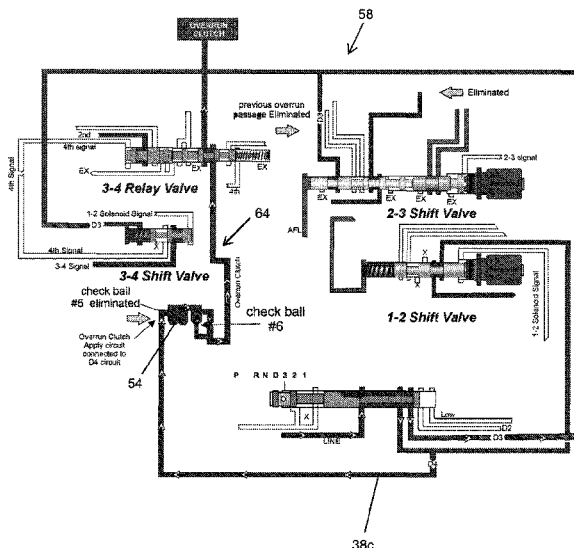 OVERRUN
CLUTCH
58
previous overrun
passage Eliminated
Eliminated
D3
2nd
4th signal
4th Signal
EX
EX
EX
4th
3-4 Relay Valve
2-3 signal
EX
EX
EX
2-3 Shift Valve
AFL
64
1-2 Solenoid Signal
D3
X
4th Signal
3-4 Signal
3-4 Shift Valve
Overrun Clutch
X
X
1-2 Shift Valve
1-2 Solenoid Signal
check ball
#5 eliminated
check ball
#6
Overrun Clutch
Apply circuit
connected to
D4 circuit
54
P R N D 3 2 1
D
X
LINE
Low
D2
D3
D4
38c